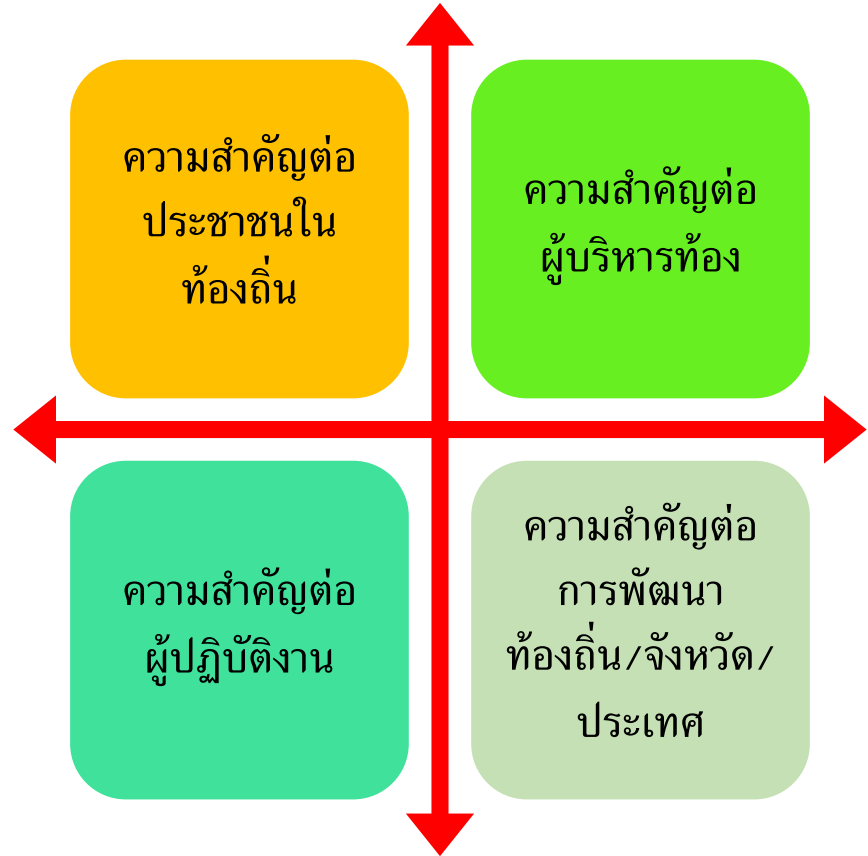 ความสำคัญต่อ
ประชาชนใน
ท้องถิ่น
ความสำคัญต่อ
ผู้บริหารท้อง
ความสำคัญต่อ
ผู้ปฏิบัติงาน
ความสำคัญต่อ
การพัฒนา
ท้องถิ่น/จังหวัด/
ประเทศ